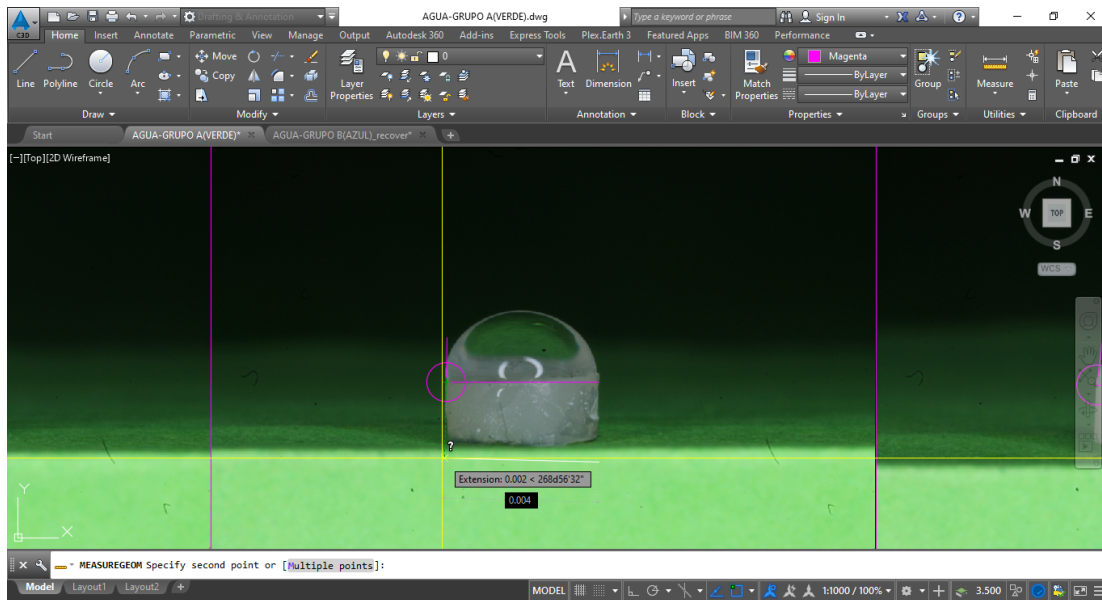 Drafting & Annotation AGUA-GRUPO A(VERDE).dwg Type a keyword or phrase Sign In
C3D Home Insert Annotate Parametric View Manage Output Autodesk 360 Add-ins Express Tools Plex.Earth 3 Featured Apps BIM 360 Performance
Line Polyline Circle Arc Move Copy Layer Properties 0 Text Dimension Insert Match Properties Magenta ByLayer ByLayer Group Measure Paste
Draw Modify Layers Annotation Block Properties Groups Utilities Clipboard
Start AGUA-GRUPO A(VERDE)* AGUA-GRUPO B(AZUL)_recover*
[−][Top][2D Wireframe]
N
W TOP E
S
WCS
?
Extension: 0.002 < 268d56'32"
0.004
Y
X
MEASUREGEOM Specify second point or [Multiple points]:
Model Layout1 Layout2 + MODEL 1:1000 / 100% 3.500